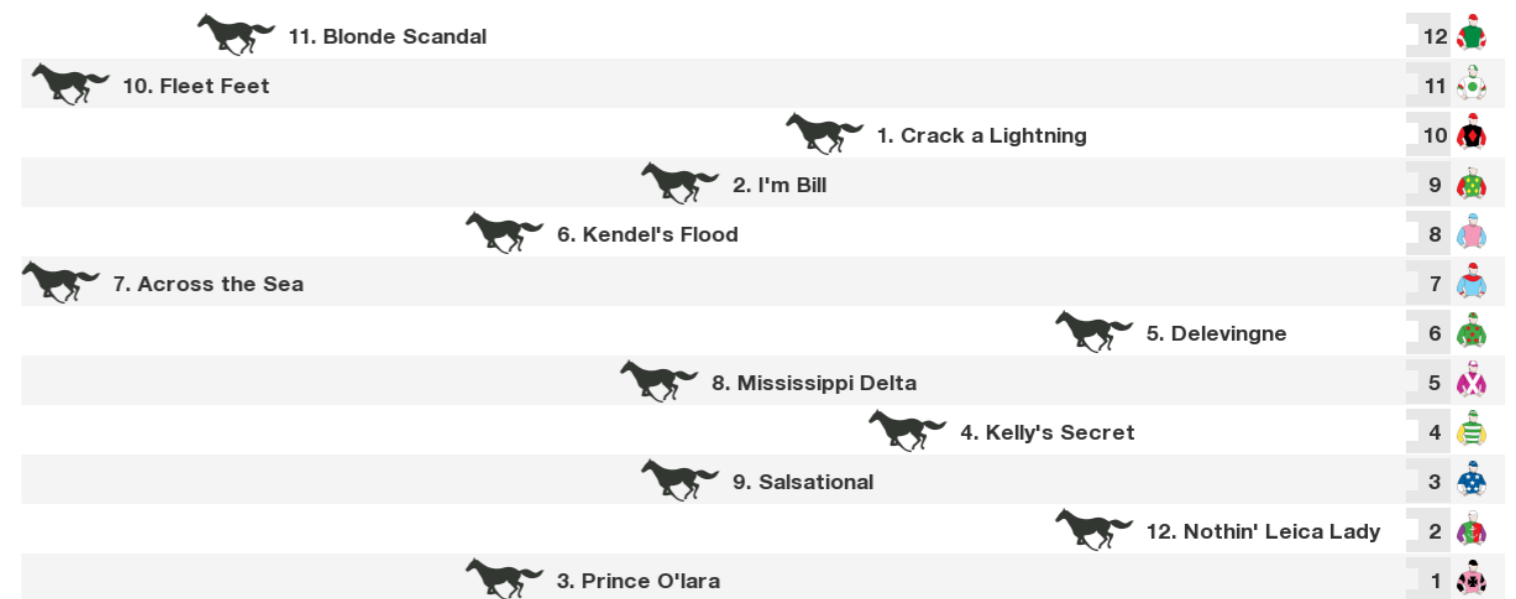 11. Blonde Scandal 12
10. Fleet Feet 11
1. Crack a Lightning 10
2. I'm Bill 9
6. Kendel's Flood 8
7. Across the Sea 7
5. Delevingne 6
8. Mississippi Delta 5
4. Kelly's Secret 4
9. Salsational 3
12. Nothin' Leica Lady 2
3. Prince O'lara 1